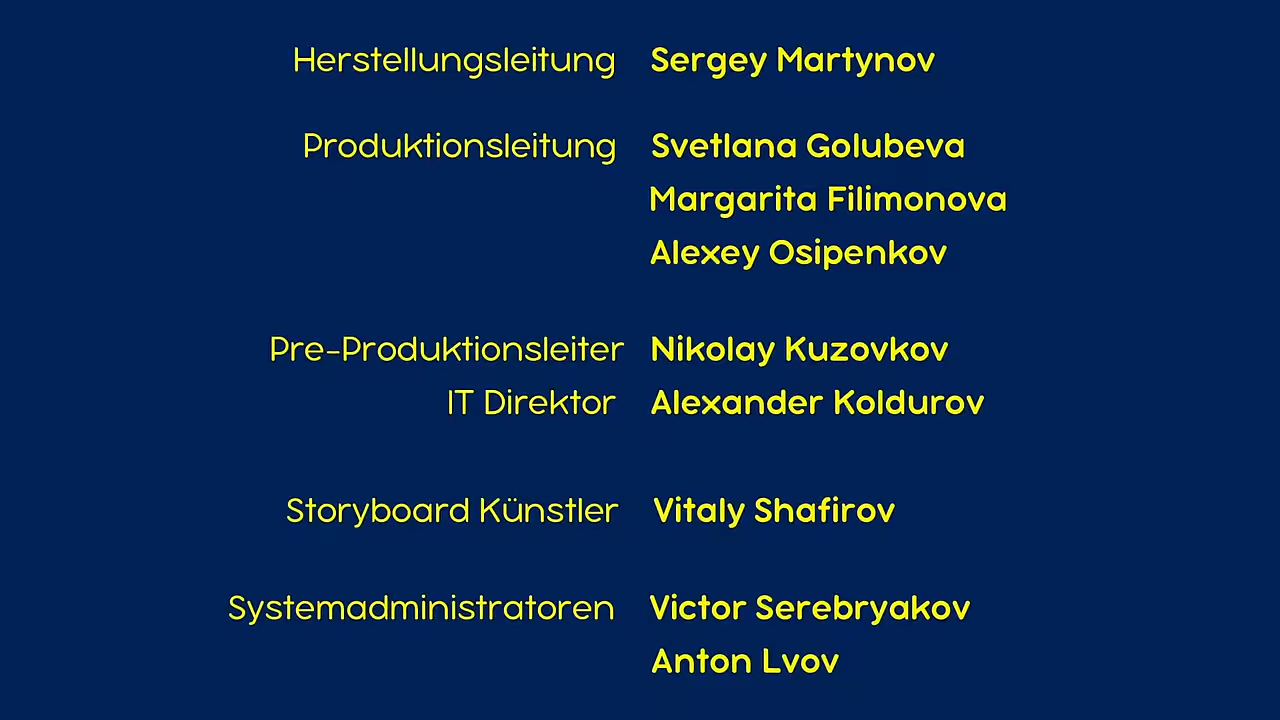 Herstellungsleitung Sergey Martynov
Produktionsleitung Svetlana Golubeva
Margarita Filimonova
Alexey Osipenkov
Pre-Produktionsleiter Nikolay Kuzovkov
IT Direktor Alexander Koldurov
Storyboard Künstler Vitaly Shafirov
Systemadministratoren Victor Serebryakov
Anton Lvov